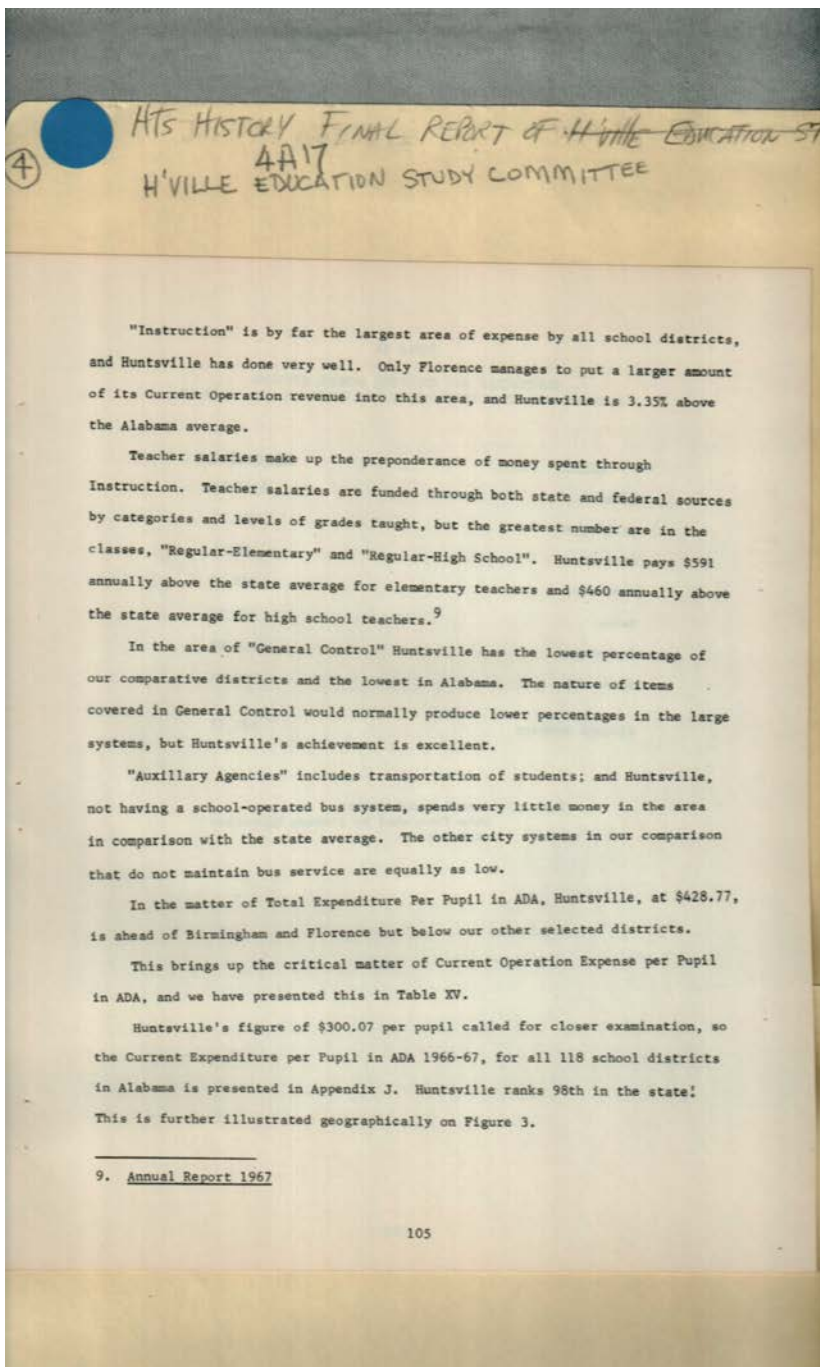 HTS HISTORY FINAL REPORT OF H'ville EDUCATION ST
4
4A17
H'VILLE EDUCATION STUDY COMMITTEE
"Instruction" is by far the largest area of expense by all school districts,
and Huntsville has done very well. Only Florence manages to put a larger amount
of its Current Operation revenue into this area, and Huntsville is 3.35% above
the Alabama average.
Teacher salaries make up the preponderance of money spent through
Instruction. Teacher salaries are funded through both state and federal sources
by categories and levels of grades taught, but the greatest number are in the
classes, "Regular-Elementary" and "Regular-High School". Huntsville pays $591
annually above the state average for elementary teachers and $460 annually above
the state average for high school teachers.9
In the area of "General Control" Huntsville has the lowest percentage of
our comparative districts and the lowest in Alabama. The nature of items
covered in General Control would normally produce lower percentages in the large
systems, but Huntsville's achievement is excellent.
"Auxillary Agencies" includes transportation of students; and Huntsville,
not having a school-operated bus system, spends very little money in the area
in comparison with the state average. The other city systems in our comparison
that do not maintain bus service are equally as low.
In the matter of Total Expenditure Per Pupil in ADA, Huntsville, at $428.77,
is ahead of Birmingham and Florence but below our other selected districts.
This brings up the critical matter of Current Operation Expense per Pupil
in ADA, and we have presented this in Table XV.
Huntsville's figure of $300.07 per pupil called for closer examination, so
the Current Expenditure per Pupil in ADA 1966-67, for all 118 school districts
in Alabama is presented in Appendix J. Huntsville ranks 98th in the state!
This is further illustrated geographically on Figure 3.
9. Annual Report 1967
105